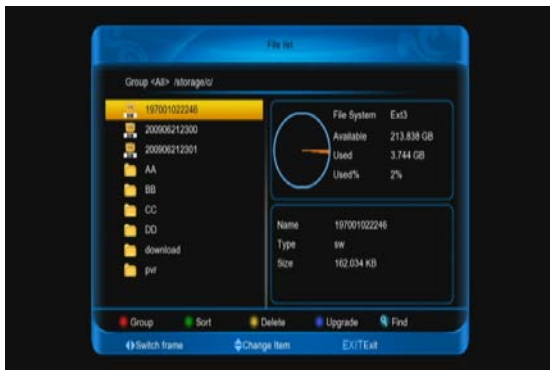 File list
Group <All> /storage/c/
197001022246
200906212300
200906212301
AA
BB
CC
DD
download
pvr
File System Ext3
Available 213.838 GB
Used 3.744 GB
Used% 2%
Name 197001022246
Type sw
Size 162.034 KB
Group Sort Delete Upgrade Find
Switch frame Change Item EXITExit